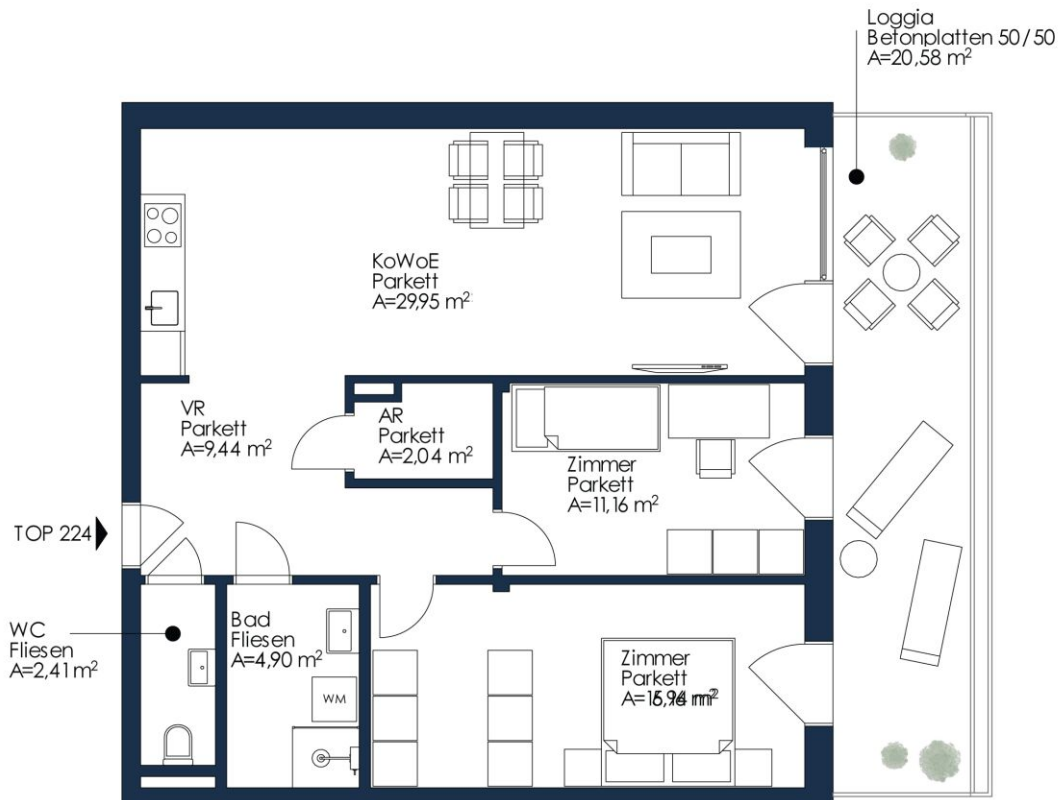 Loggia
Betonplatten 50/50
A=20,58 m²
KoWoE
Parkett
A=29,95 m²
VR
Parkett
A=9,44 m²
AR
Parkett
A=2,04 m²
Zimmer
Parkett
A=11,16 m²
TOP 224
WC
Fliesen
A=2,41 m²
Bad
Fliesen
A=4,90 m²
WM
Zimmer
Parkett